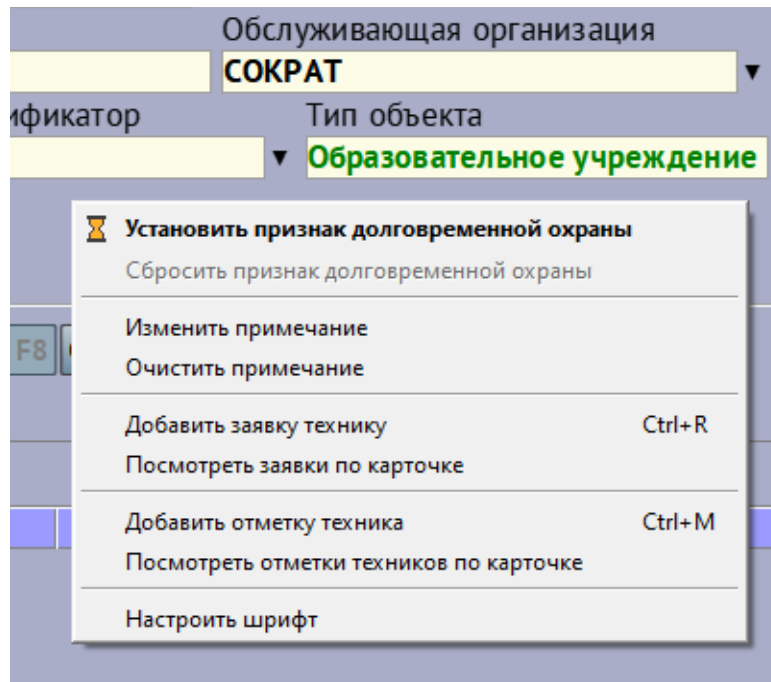 Обслуживающая организация
СОКРАТ ▼
ификатор Тип объекта
▼ Образовательное учреждение
Установить признак долговременной охраны
Сбросить признак долговременной охраны
Изменить примечание
F8
Очистить примечание
Добавить заявку технику Ctrl+R
Посмотреть заявки по карточке
Добавить отметку техника Ctrl+M
Посмотреть отметки техников по карточке
Настроить шрифт